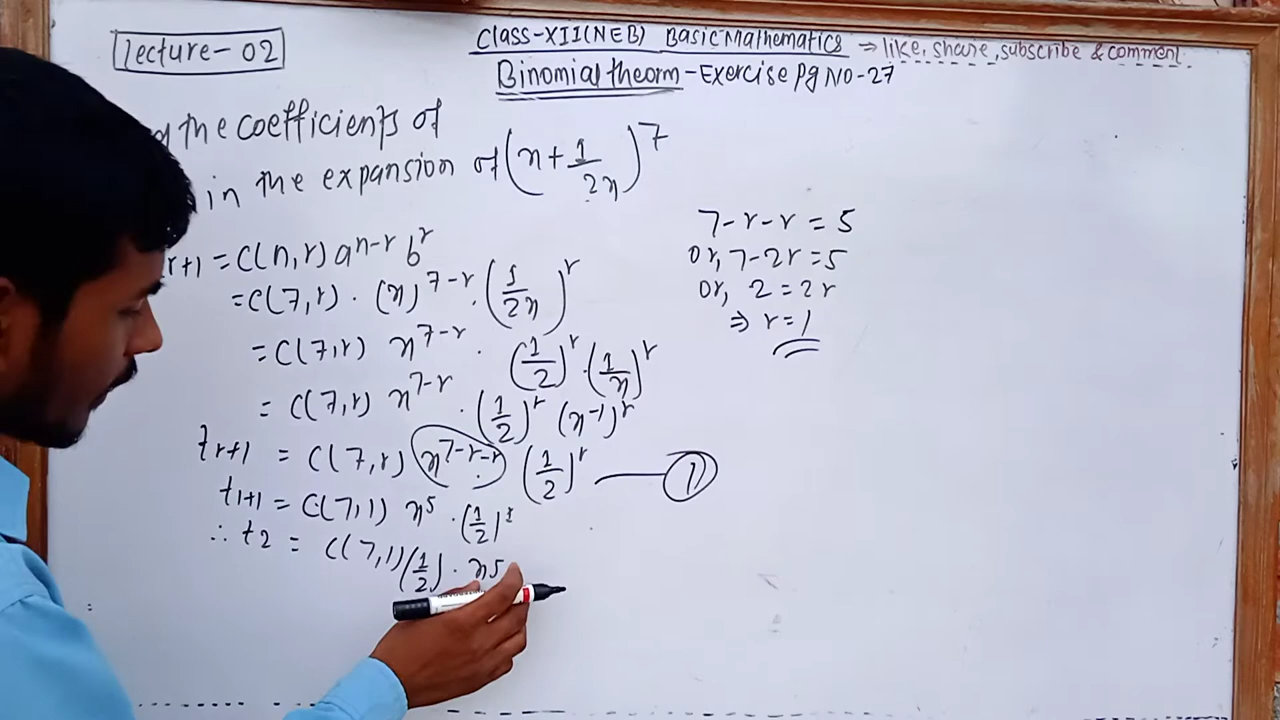 Lecture-02
Class-XII(NEB) Basic Mathematics ⇒ like, share, subscribe & comment
Binomial theorm-Exercise Pg NO-27
the coefficients of
in the expansion of (x+1/2x)^7
r+1 = C(n,r) a^n-r b^r
= C(7,r) · (x)^7-r · (1/2x)^r
= C(7,r) x^7-r · (1/2)^r · (1/x)^r
= C(7,r) x^7-r · (1/2)^r (x^-1)^r
t_r+1 = C(7,r) x^7-r-r (1/2)^r —— ①
t_1+1 = C(7,1) x^5 · (1/2)^1
∴ t_2 = C(7,1)(1/2) · x^5
7-r-r = 5
or, 7-2r = 5
or, 2 = 2r
⇒ r = 1